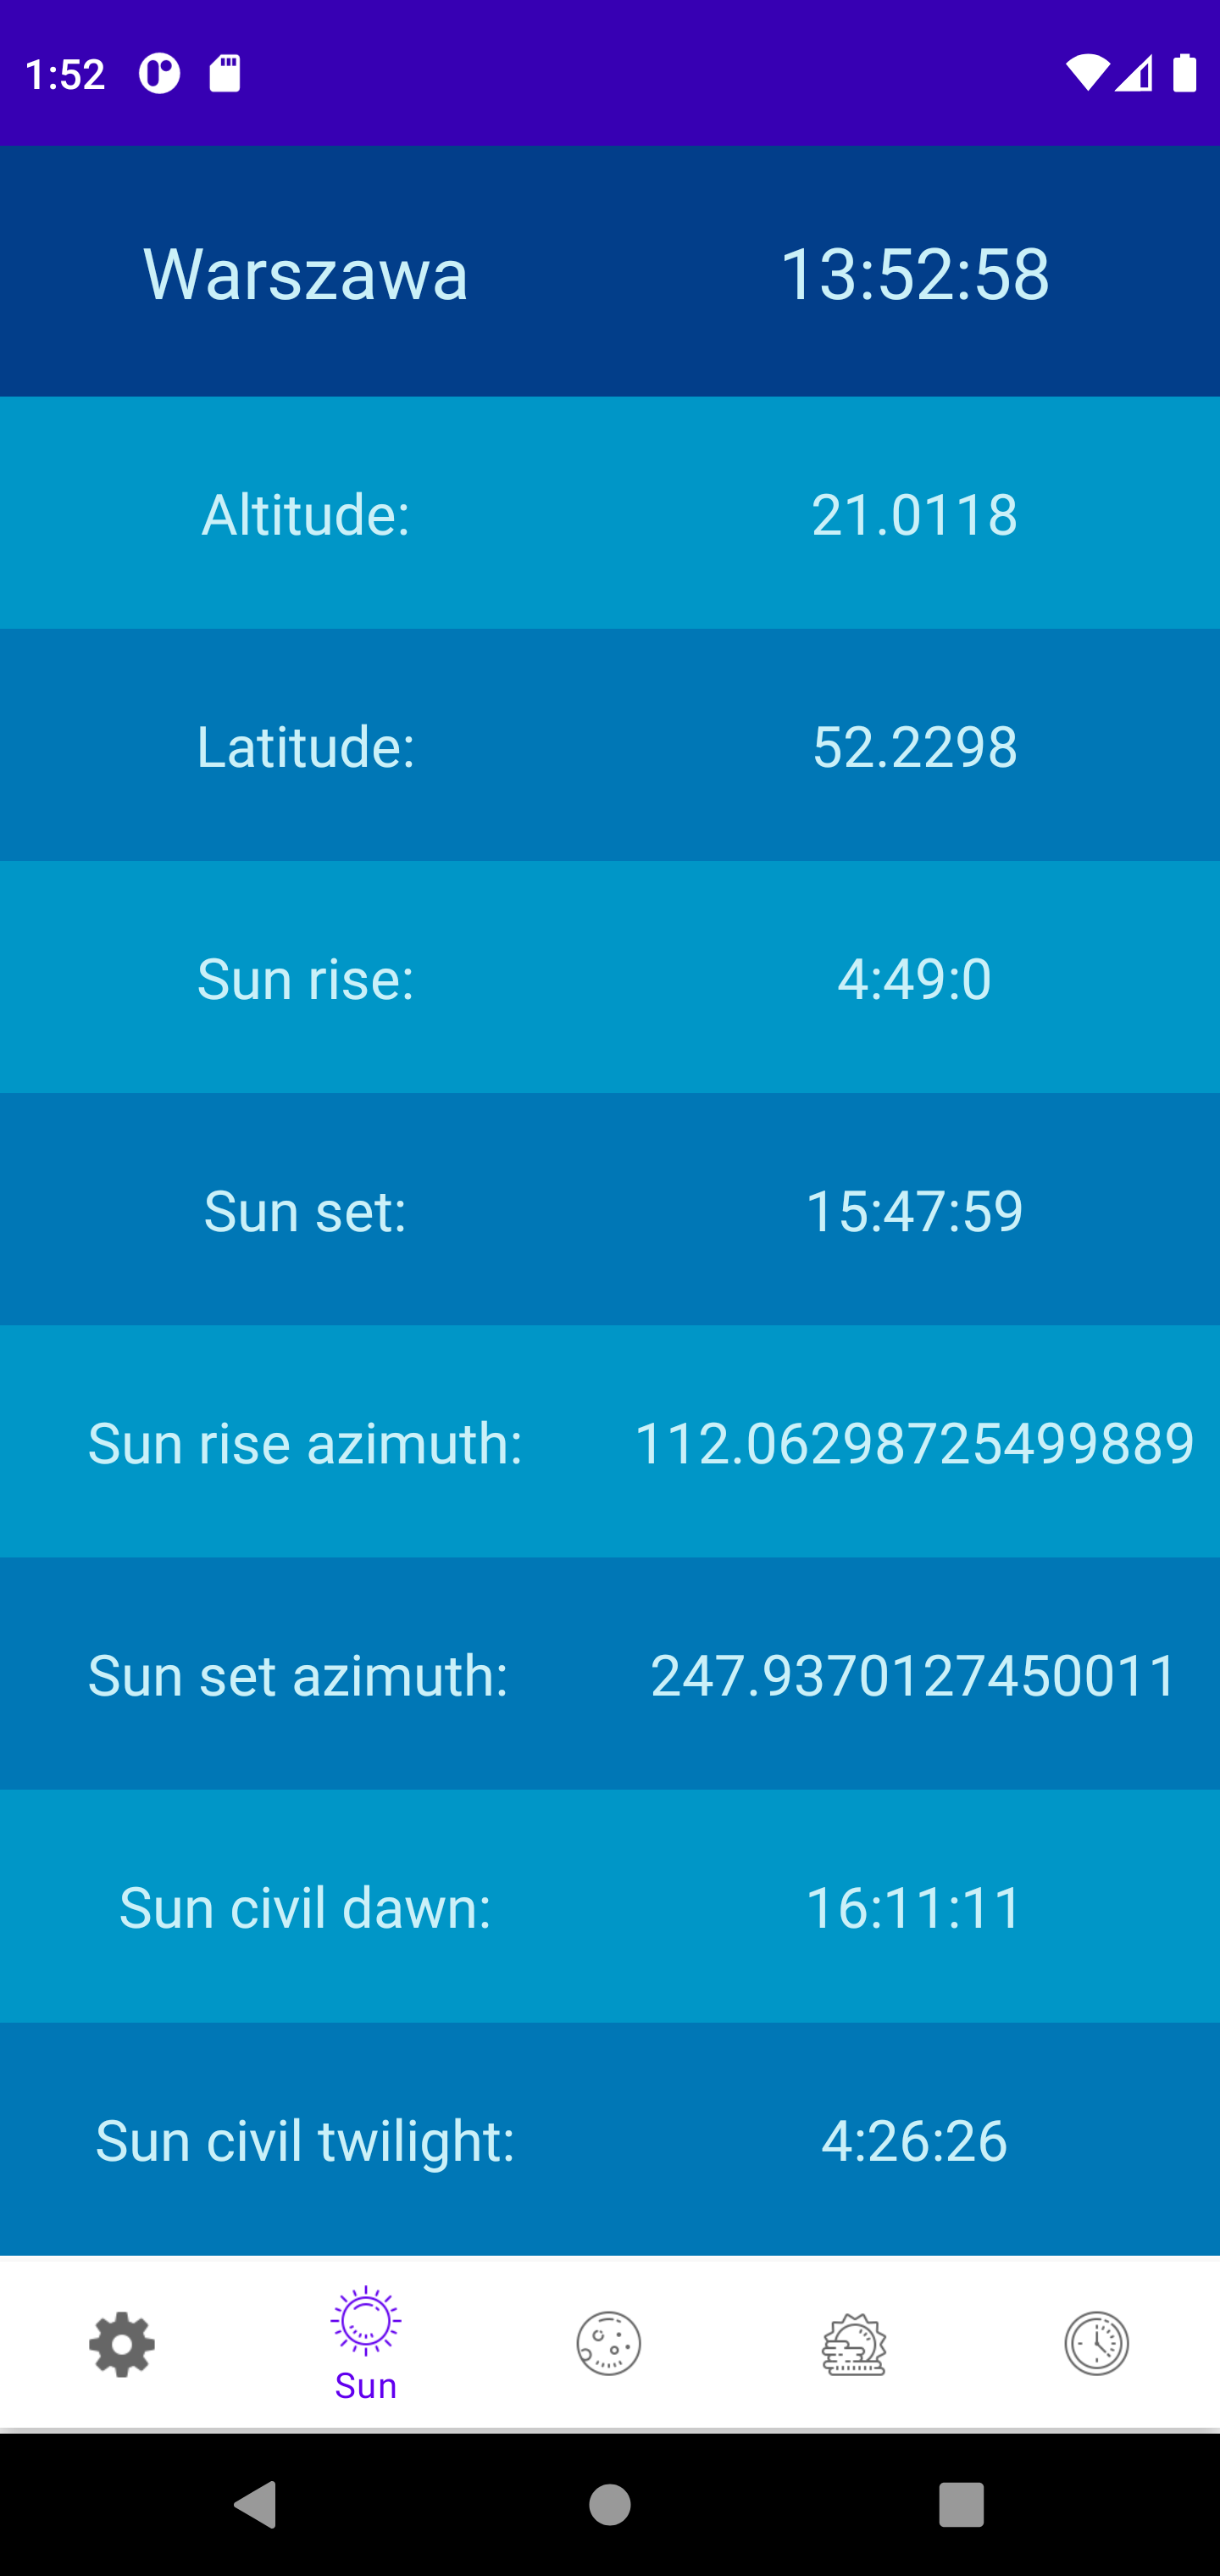 1:52
Warszawa 13:52:58
Altitude: 21.0118
Latitude: 52.2298
Sun rise: 4:49:0
Sun set: 15:47:59
Sun rise azimuth: 112.06298725499889
Sun set azimuth: 247.9370127450011
Sun civil dawn: 16:11:11
Sun civil twilight: 4:26:26
Sun